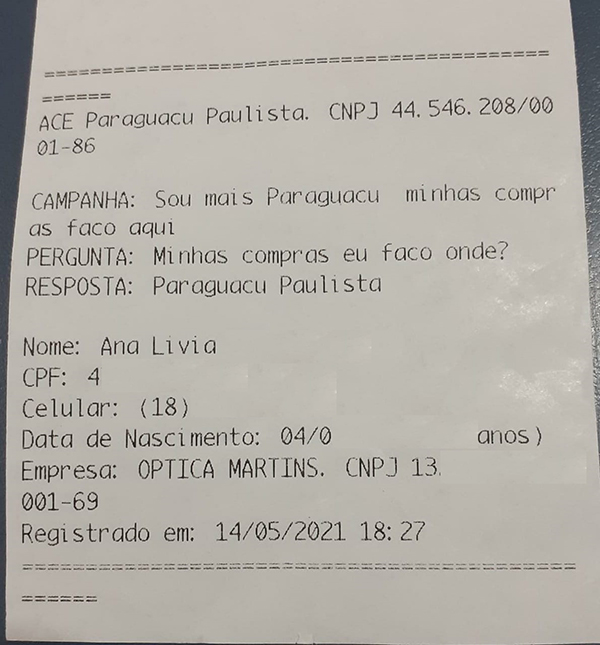 ==========================================
======
ACE Paraguacu Paulista. CNPJ 44.546.208/00
01-86
CAMPANHA: Sou mais Paraguacu minhas compr
as faco aqui
PERGUNTA: Minhas compras eu faco onde?
RESPOSTA: Paraguacu Paulista
Nome: Ana Livia
CPF: 4
Celular: (18)
Data de Nascimento: 04/0 anos)
Empresa: OPTICA MARTINS. CNPJ 13.
001-69
Registrado em: 14/05/2021 18:27
==========================================
======